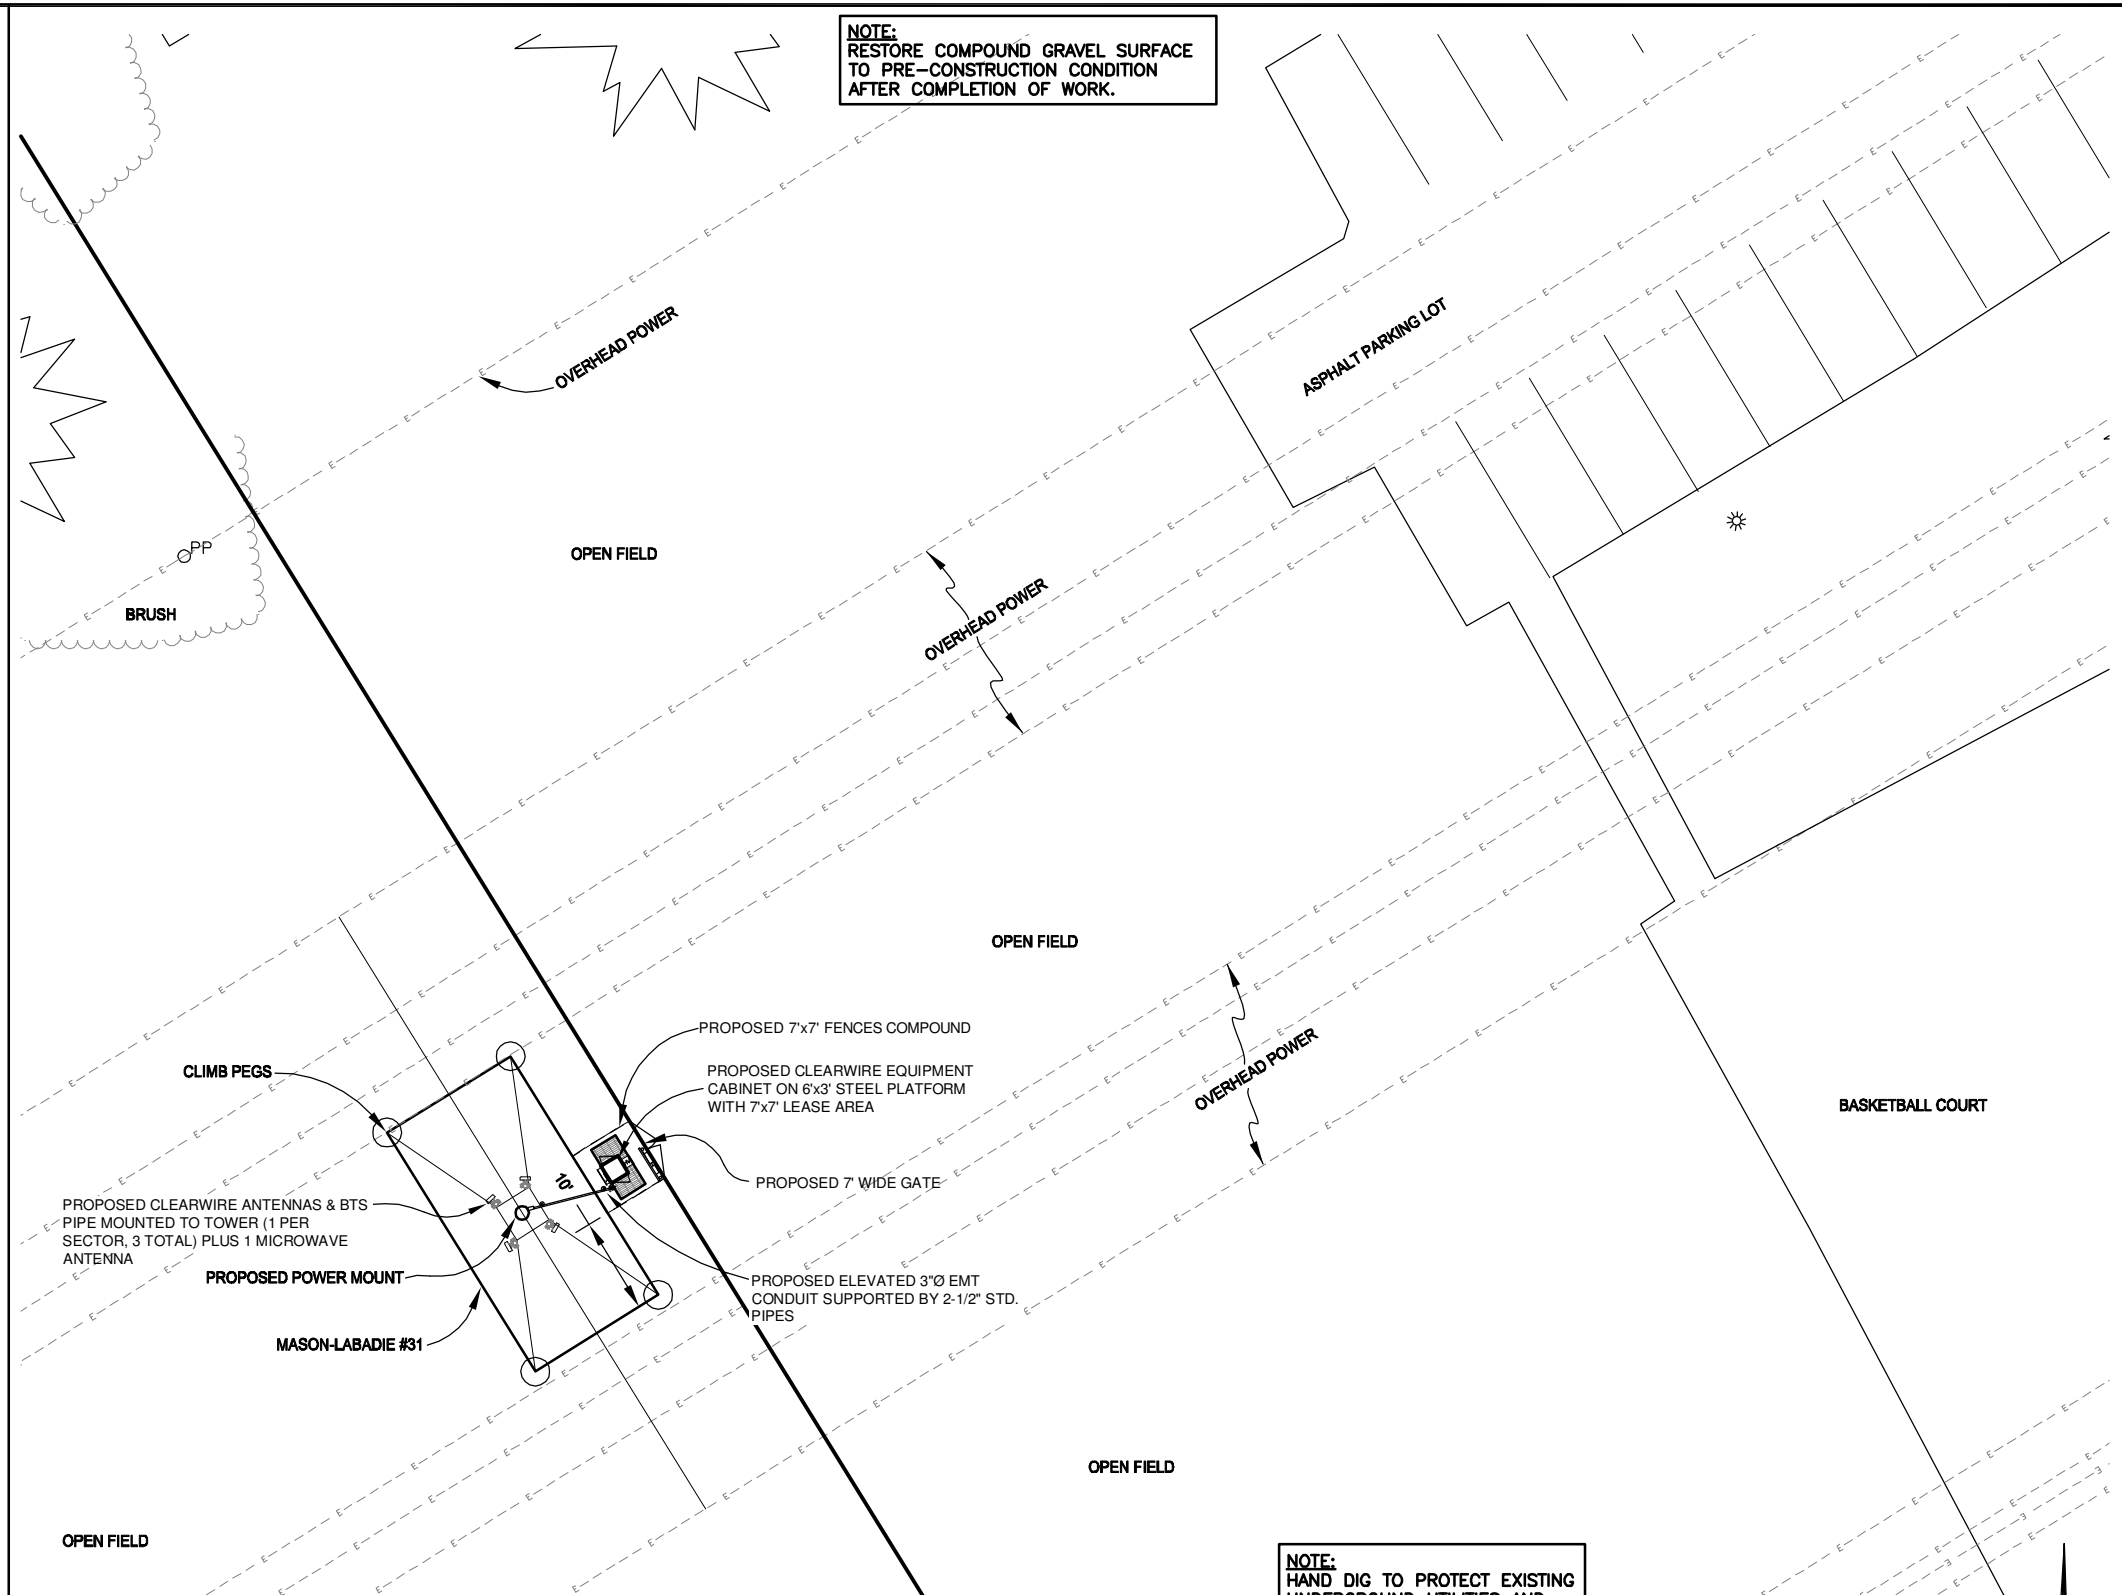 NOTE:
RESTORE COMPOUND GRAVEL SURFACE
TO PRE-CONSTRUCTION CONDITION
AFTER COMPLETION OF WORK.
OVERHEAD POWER
ASPHALT PARKING LOT
PP
OPEN FIELD
BRUSH
OVERHEAD POWER
OPEN FIELD
PROPOSED 7'x7' FENCES COMPOUND
CLIMB PEGS
PROPOSED CLEARWIRE EQUIPMENT
CABINET ON 6'x3' STEEL PLATFORM
WITH 7'x7' LEASE AREA
OVERHEAD POWER
BASKETBALL COURT
10'
PROPOSED 7' WIDE GATE
PROPOSED CLEARWIRE ANTENNAS & BTS
PIPE MOUNTED TO TOWER (1 PER
SECTOR, 3 TOTAL) PLUS 1 MICROWAVE
ANTENNA
PROPOSED POWER MOUNT
PROPOSED ELEVATED 3"Ø EMT
CONDUIT SUPPORTED BY 2-1/2" STD.
PIPES
MASON-LABADIE #31
OPEN FIELD
OPEN FIELD
NOTE:
HAND DIG TO PROTECT EXISTING
UNDERGROUND UTILITIES AND